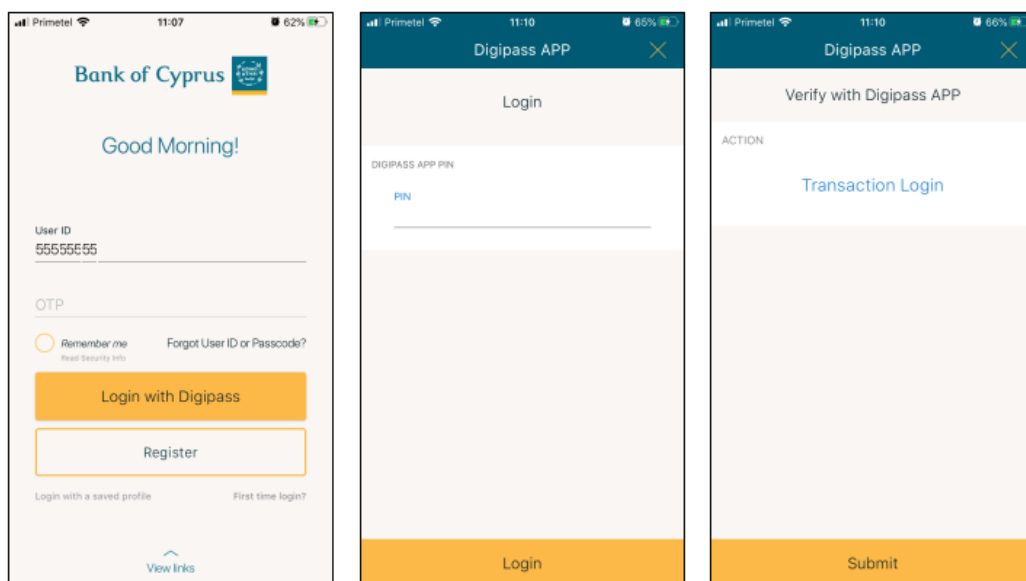 Primetel 11:07 62%
Bank of Cyprus
Good Morning!
User ID
55555555
OTP
Remember me
Read Security Info
Forgot User ID or Passcode?
Login with Digipass
Register
Login with a saved profile
First time login?
View links
Primetel 11:10 65%
Digipass APP
Login
DIGIPASS APP PIN
PIN
Login
Primetel 11:10 66%
Digipass APP
Verify with Digipass APP
ACTION
Transaction Login
Submit